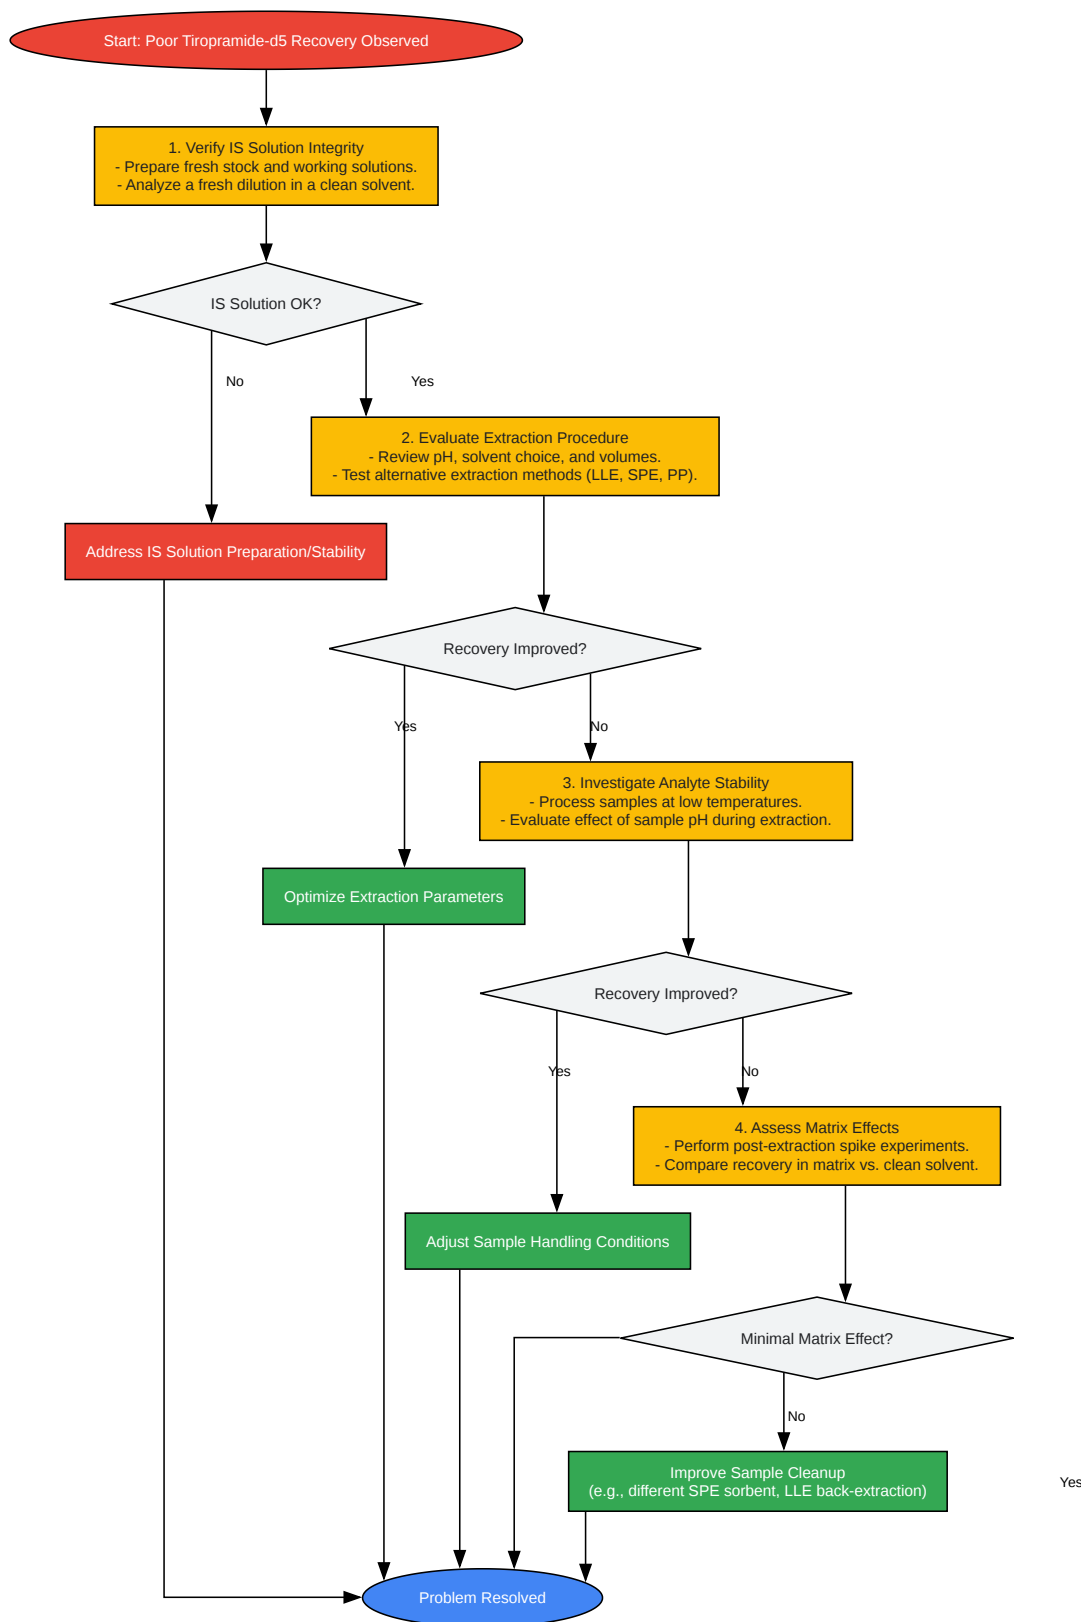 Start: Poor Tiropramide-d5 Recovery Observed
1. Verify IS Solution Integrity
- Prepare fresh stock and working solutions.
- Analyze a fresh dilution in a clean solvent.
IS Solution OK?
No
Yes
2. Evaluate Extraction Procedure
- Review pH, solvent choice, and volumes.
- Test alternative extraction methods (LLE, SPE, PP).
Address IS Solution Preparation/Stability
Recovery Improved?
Yes
No
3. Investigate Analyte Stability
- Process samples at low temperatures.
- Evaluate effect of sample pH during extraction.
Optimize Extraction Parameters
Recovery Improved?
Yes
No
4. Assess Matrix Effects
- Perform post-extraction spike experiments.
- Compare recovery in matrix vs. clean solvent.
Adjust Sample Handling Conditions
Minimal Matrix Effect?
No
Improve Sample Cleanup
(e.g., different SPE sorbent, LLE back-extraction)
Yes
Problem Resolved